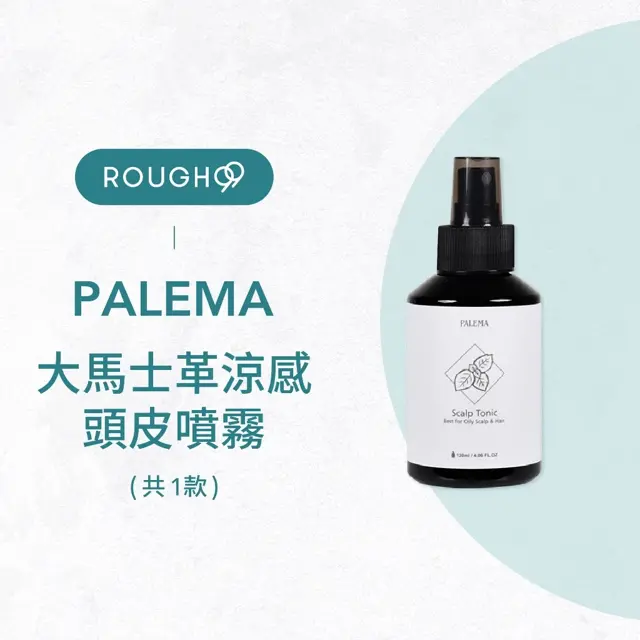 ROUGH99
PALEMA
大馬士革涼感
頭皮噴霧
(共1款)
PALEMA
Scalp Tonic
Best For Oily Scalp & Hair
120ml / 4.06 FL.OZ